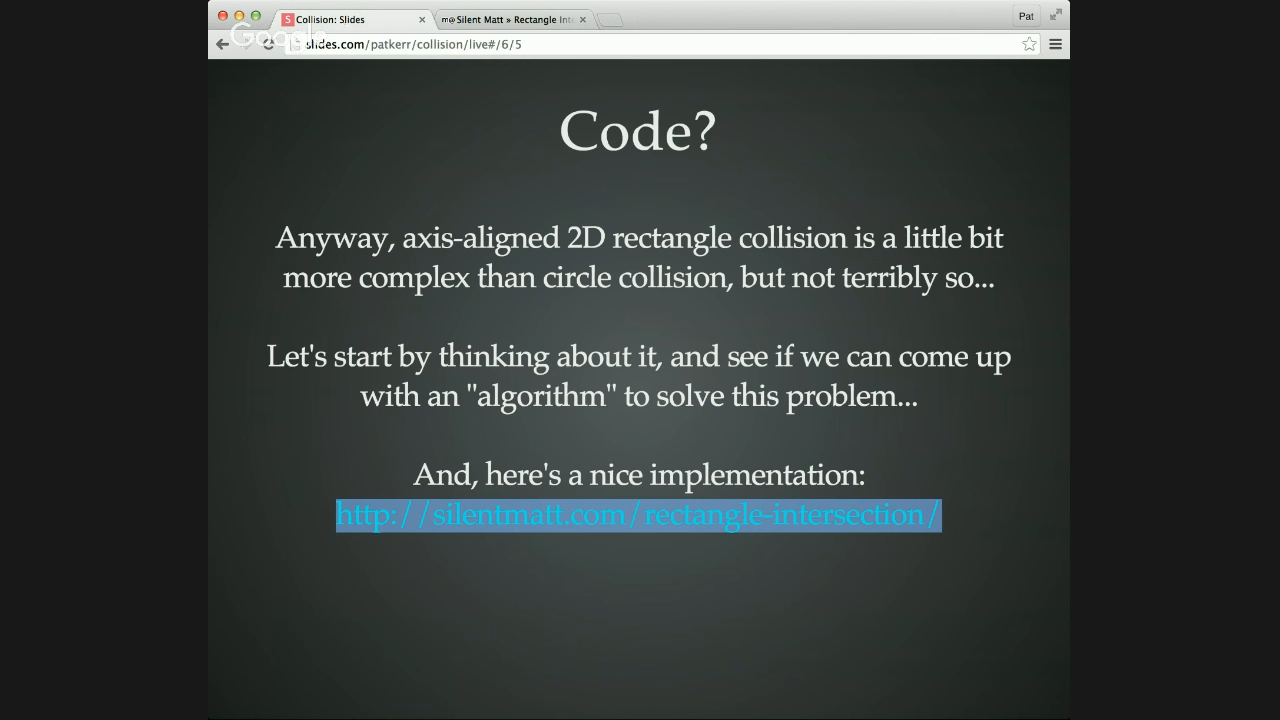 Collision: Slides
Silent Matt » Rectangle Inte
Pat
Google
slides.com/patkerr/collision/live#/6/5
Code?
Anyway, axis-aligned 2D rectangle collision is a little bit
more complex than circle collision, but not terribly so...
Let's start by thinking about it, and see if we can come up
with an "algorithm" to solve this problem...
And, here's a nice implementation:
http://silentmatt.com/rectangle-intersection/